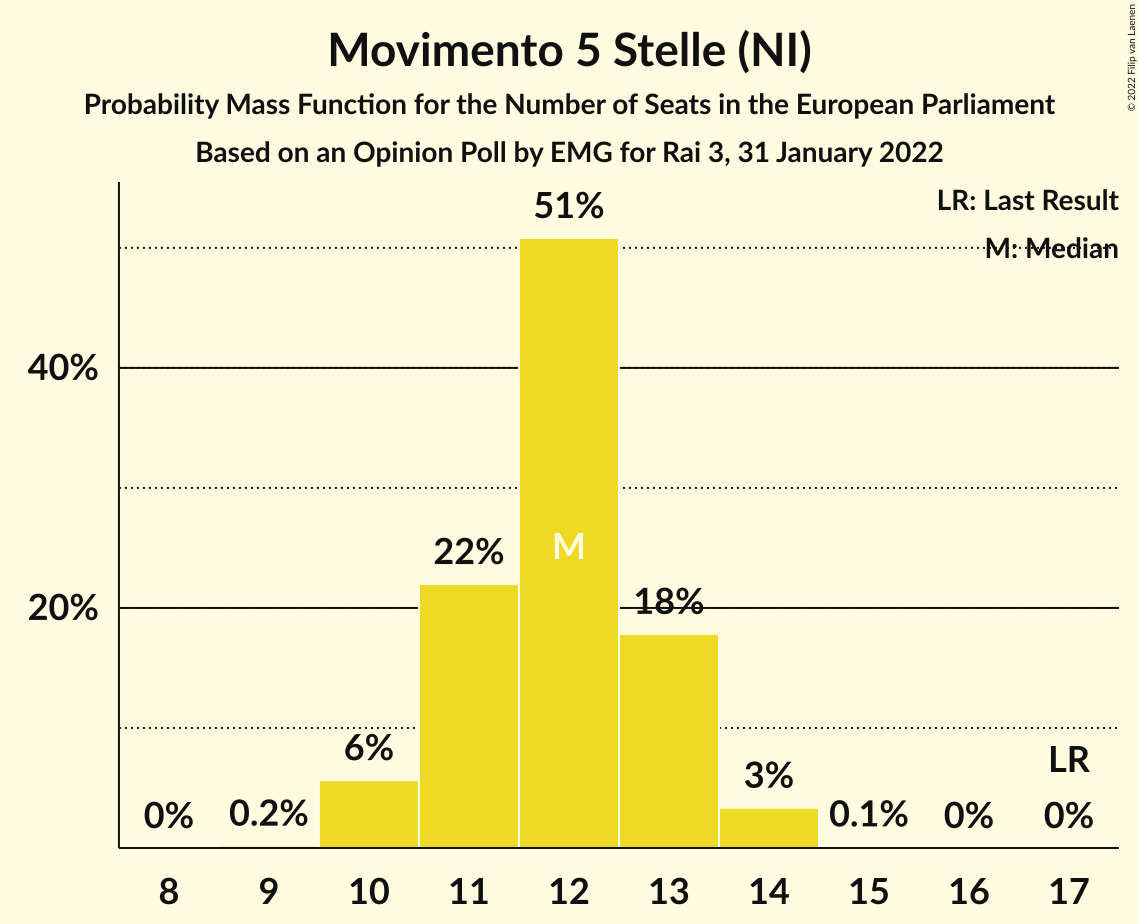 Movimento 5 Stelle (NI)
Probability Mass Function for the Number of Seats in the European Parliament
Based on an Opinion Poll by EMG for Rai 3, 31 January 2022
© 2022 Filip van Laenen
LR: Last Result
M: Median
51%
40%
22%
M
20%
18%
6%
3%
LR
0%
0.2%
0.1%
0%
0%
8 9 10 11 12 13 14 15 16 17